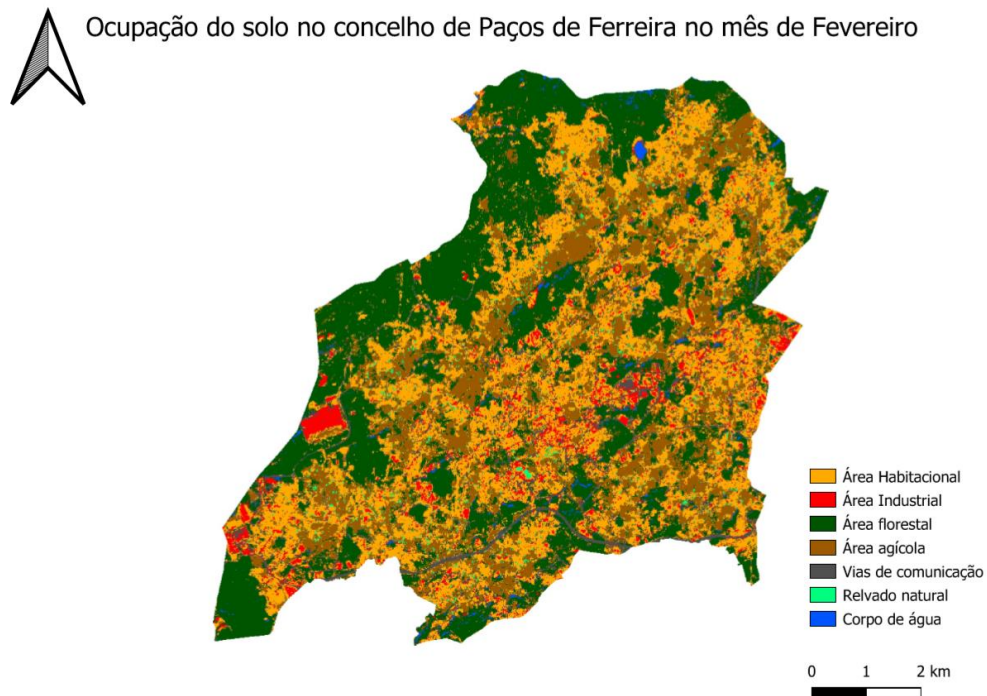 Ocupação do solo no concelho de Paços de Ferreira no mês de Fevereiro
Área Habitacional
Área Industrial
Área florestal
Área agícola
Vias de comunicação
Relvado natural
Corpo de água
0 1 2 km